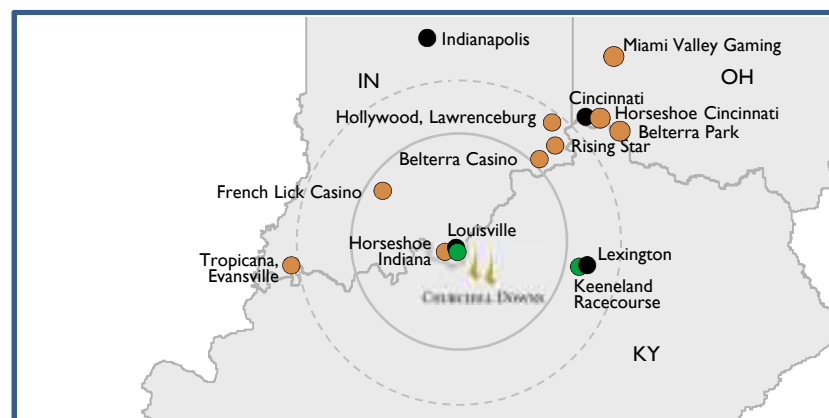 Indianapolis
Miami Valley Gaming
IN
OH
Cincinnati
Hollywood, Lawrenceburg
Horseshoe Cincinnati
Belterra Park
Belterra Casino
Rising Star
French Lick Casino
Louisville
Horseshoe
Indiana
Lexington
Tropicana,
Evansville
Keeneland
Racecourse
CHURCHILL DOWNS
KY